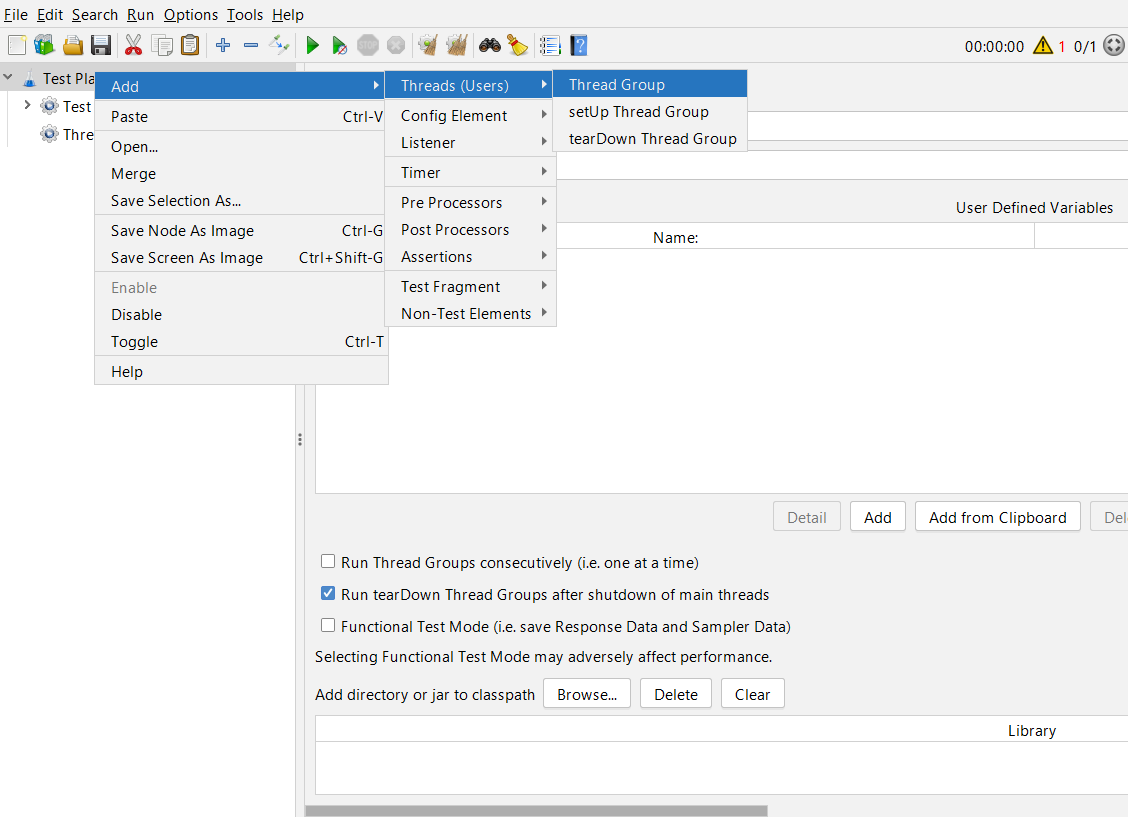 File Edit Search Run Options Tools Help
STOP
00:00:00 1 0/1
Test Pla
Test
Thre
Add
Paste Ctrl-V
Open...
Merge
Save Selection As...
Save Node As Image Ctrl-G
Save Screen As Image Ctrl+Shift-G
Enable
Disable
Toggle Ctrl-T
Help
Threads (Users)
Config Element
Listener
Timer
Pre Processors
Post Processors
Assertions
Test Fragment
Non-Test Elements
Thread Group
setUp Thread Group
tearDown Thread Group
User Defined Variables
Name:
Detail Add Add from Clipboard Del
Run Thread Groups consecutively (i.e. one at a time)
Run tearDown Thread Groups after shutdown of main threads
Functional Test Mode (i.e. save Response Data and Sampler Data)
Selecting Functional Test Mode may adversely affect performance.
Add directory or jar to classpath Browse... Delete Clear
Library